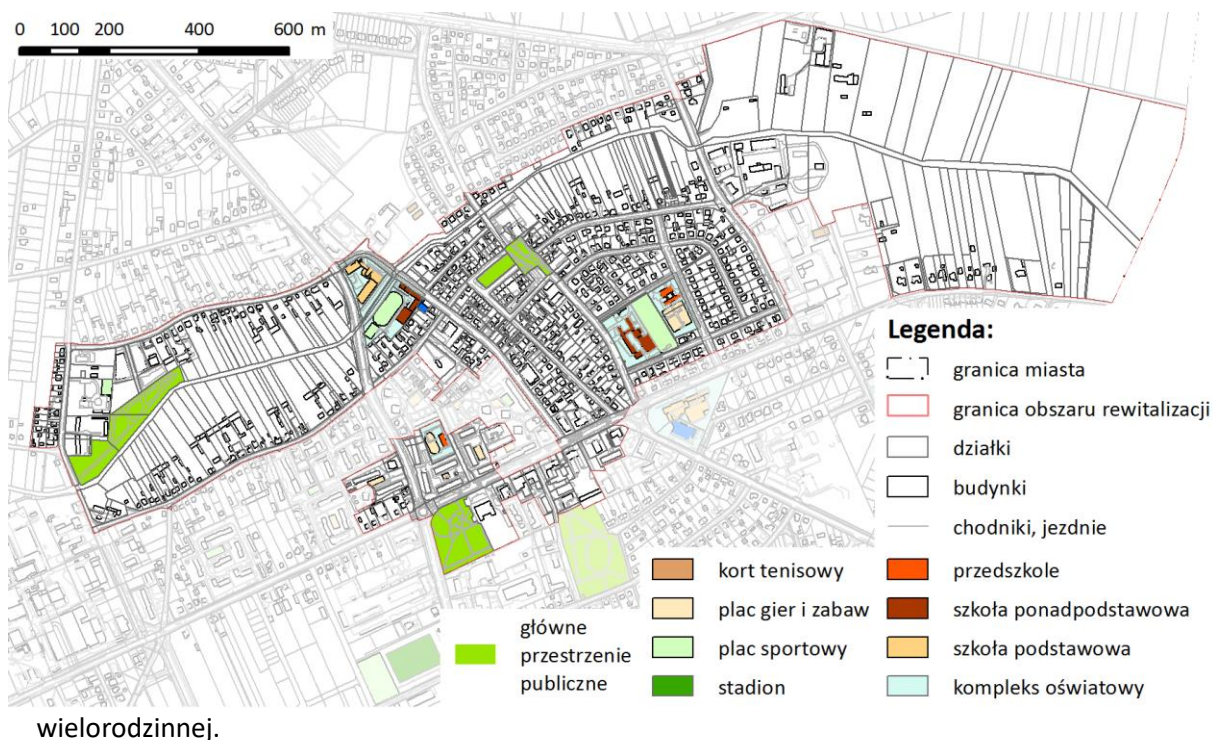 0 100 200 400 600 m
Legenda:
granica miasta
granica obszaru rewitalizacji
działki
budynki
chodniki, jezdnie
główne
przestrzenie
publiczne
kort tenisowy
plac gier i zabaw
plac sportowy
stadion
przedszkole
szkoła ponadpodstawowa
szkoła podstawowa
kompleks oświatowy
wielorodzinnej.